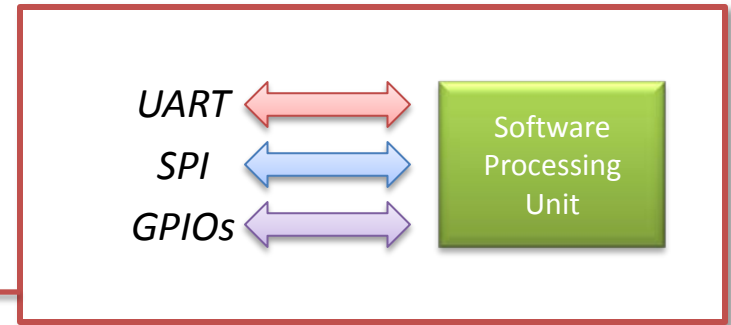 UART
SPI
GPIOs
Software
Processing
Unit